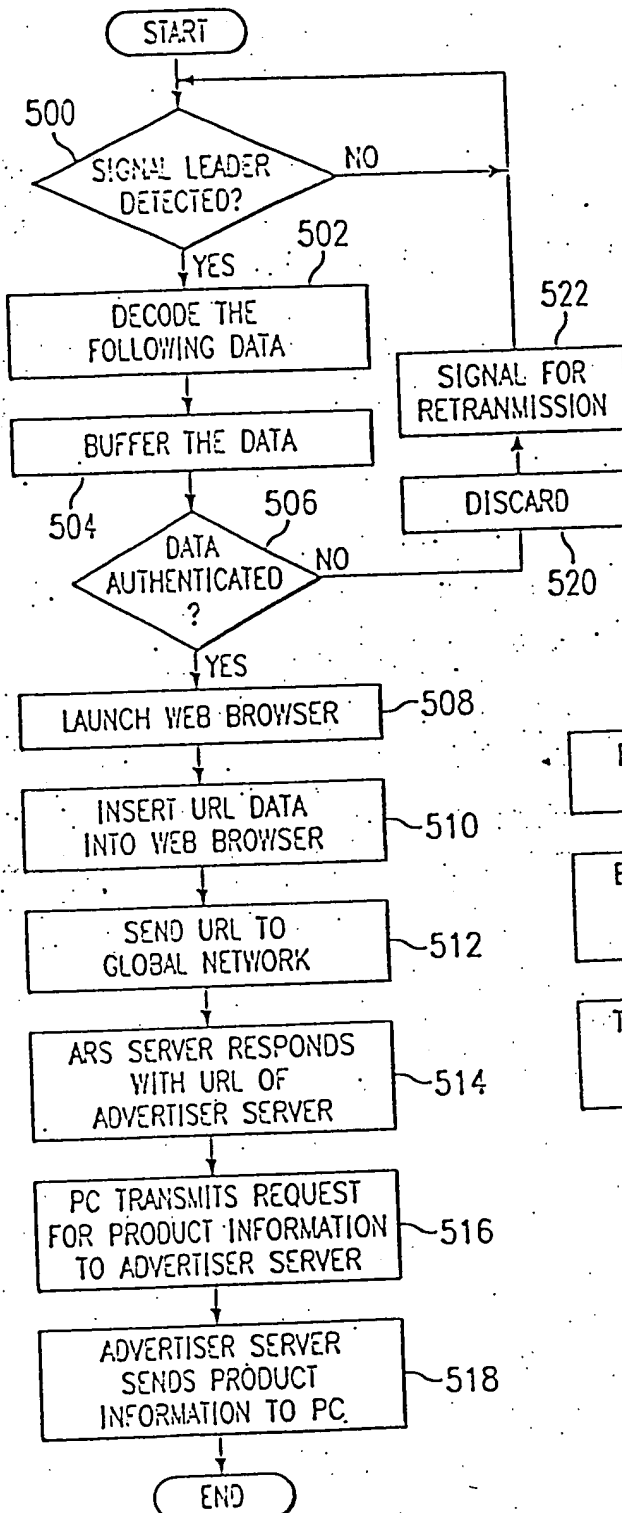 START
500
SIGNAL LEADER
DETECTED?
NO
YES
502
DECODE THE
FOLLOWING DATA
522
SIGNAL FOR
RETRANMISSION
BUFFER THE DATA
504
506
DISCARD
520
DATA
AUTHENTICATED
?
NO
YES
LAUNCH WEB BROWSER
508
INSERT URL DATA
INTO WEB BROWSER
510
SEND URL TO
GLOBAL NETWORK
512
ARS SERVER RESPONDS
WITH URL OF
ADVERTISER SERVER
514
PC TRANSMITS REQUEST
FOR PRODUCT INFORMATION
TO ADVERTISER SERVER
516
ADVERTISER SERVER
SENDS PRODUCT
INFORMATION TO PC
518
END